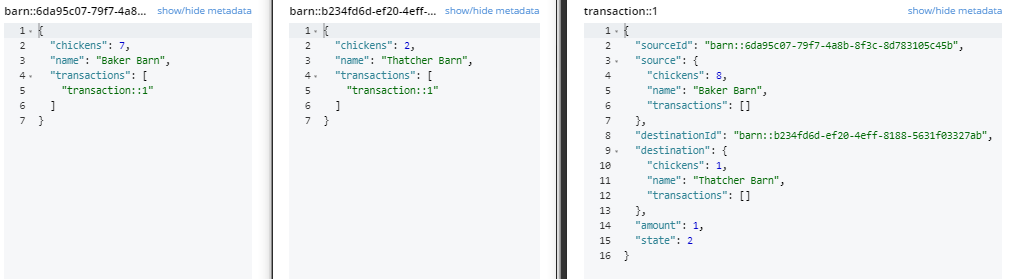 barn::6da95c07-79f7-4a8... show/hide metadata
1 {
2 "chickens": 7,
3 "name": "Baker Barn",
4 "transactions": [
5 "transaction::1"
6 ]
7 }
barn::b234fd6d-ef20-4eff-... show/hide metadata
1 {
2 "chickens": 2,
3 "name": "Thatcher Barn",
4 "transactions": [
5 "transaction::1"
6 ]
7 }
transaction::1 show/hide metadata
1 {
2 "sourceId": "barn::6da95c07-79f7-4a8b-8f3c-8d783105c45b",
3 "source": {
4 "chickens": 8,
5 "name": "Baker Barn",
6 "transactions": []
7 },
8 "destinationId": "barn::b234fd6d-ef20-4eff-8188-5631f03327ab",
9 "destination": {
10 "chickens": 1,
11 "name": "Thatcher Barn",
12 "transactions": []
13 },
14 "amount": 1,
15 "state": 2
16 }